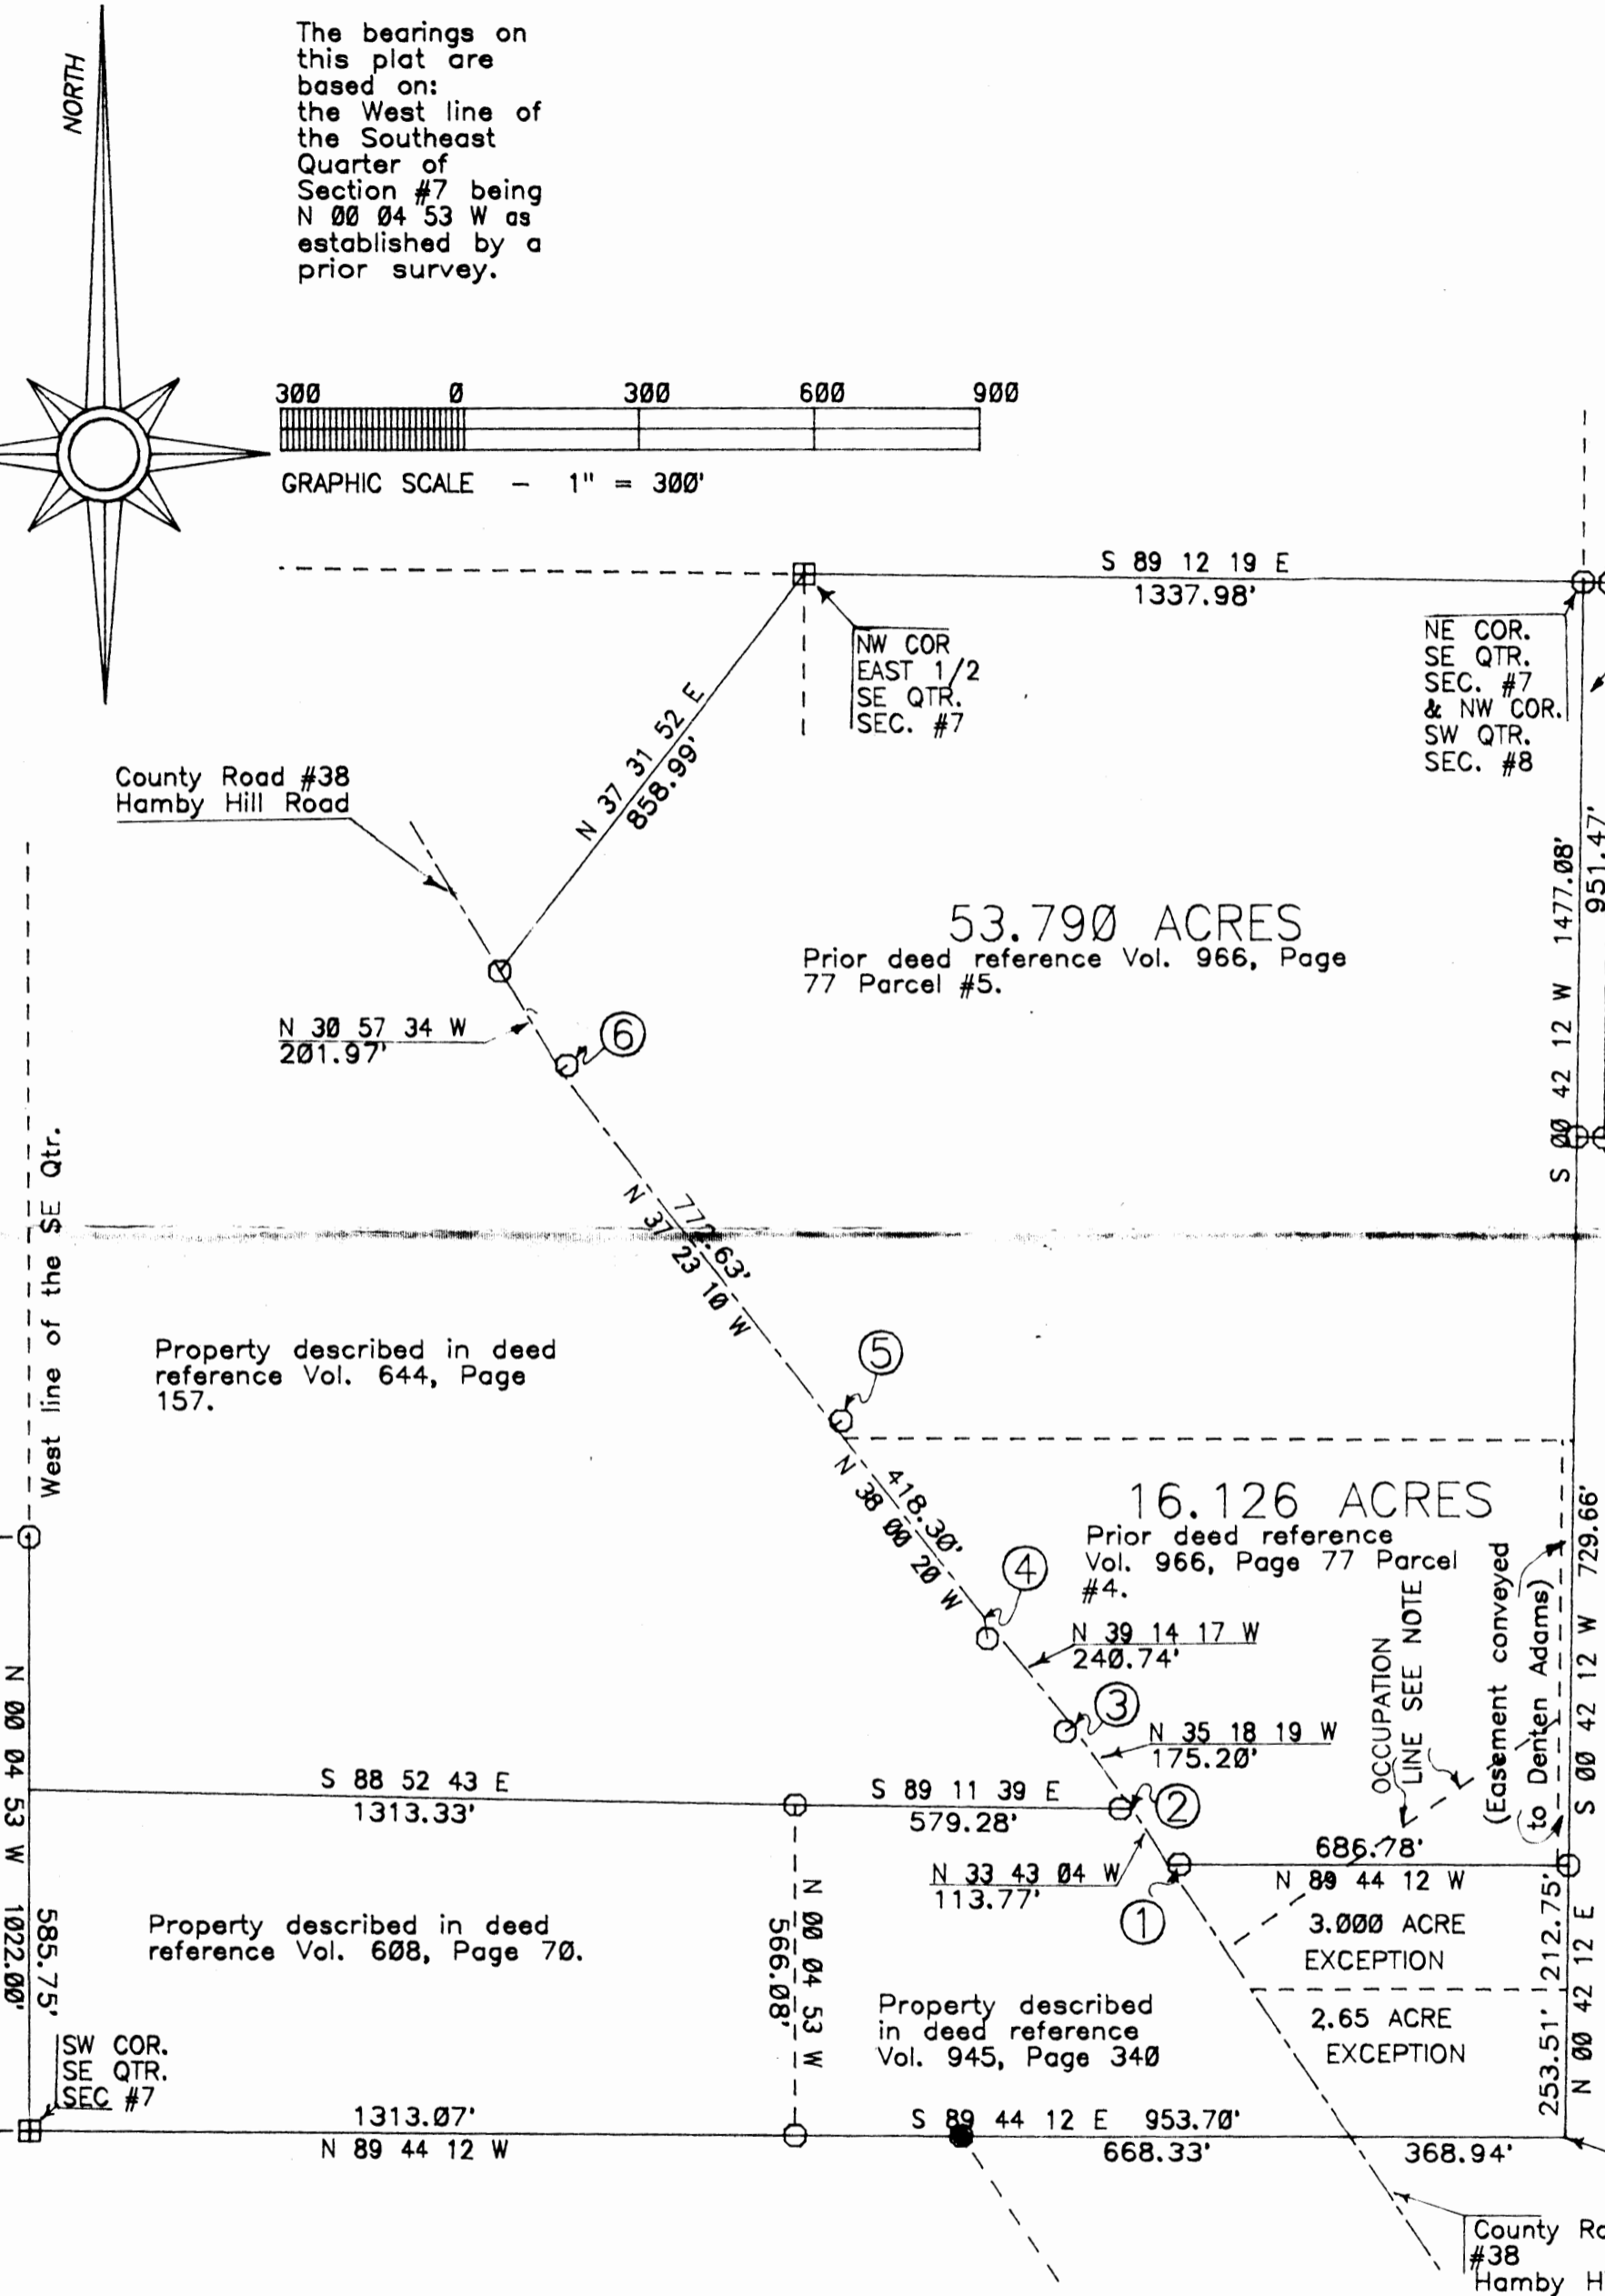 The bearings on
this plat are
based on:
the West line of
the Southeast
Quarter of
Section #7 being
N 00 04 53 W as
established by a
prior survey.
NORTH
300 0 300 600 900
GRAPHIC SCALE - 1" = 300'
S 89 12 19 E
1337.98'
NW COR
EAST 1/2
SE QTR.
SEC. #7
NE COR.
SE QTR.
SEC. #7
& NW COR.
SW QTR.
SEC. #8
N 37 31 52 E
858.99'
County Road #38
Hamby Hill Road
S 00 42 12 W 1477.08'
951.47'
53.790 ACRES
Prior deed reference Vol. 966, Page
77 Parcel #5.
N 30 57 34 W
201.97'
6
West line of the SE Qtr.
772.63'
N 37 23 10 W
Property described in deed
reference Vol. 644, Page
157.
5
418.30'
N 38 00 20 W
16.126 ACRES
Prior deed reference
Vol. 966, Page 77 Parcel
#4.
4
N 39 14 17 W
240.74'
3
N 35 18 19 W
175.20'
OCCUPATION
LINE SEE NOTE
(Easement conveyed
to Denten Adams)
S 00 42 12 W 729.66'
S 88 52 43 E
1313.33'
S 89 11 39 E
579.28'
2
N 33 43 04 W
113.77'
1
686.78'
N 89 44 12 W
3.000 ACRE
EXCEPTION
2.65 ACRE
EXCEPTION
253.51' 212.75'
N 00 42 12 E
N 00 04 53 W 1022.00'
585.75'
Property described in deed
reference Vol. 608, Page 70.
N 00 04 53 W
566.08'
Property described
in deed reference
Vol. 945, Page 340
SW COR.
SE QTR.
SEC #7
1313.07'
N 89 44 12 W
S 89 44 12 E 953.70'
668.33'
368.94'
County Ro
#38
Hamby H